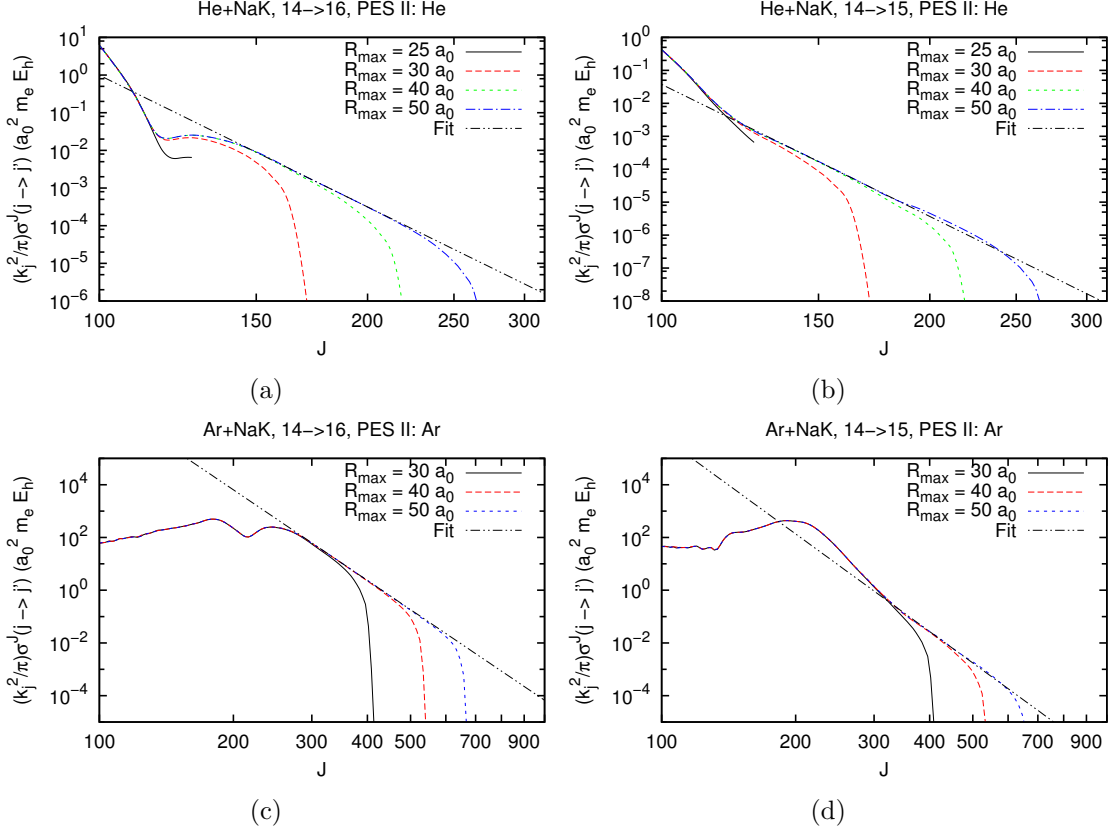 He+NaK, 14->16, PES II: He
(k_j^2/π)σ^J(j -> j') (a_0^2 m_e E_h)
10^1
10^0
10^-1
10^-2
10^-3
10^-4
10^-5
10^-6
R_max = 25 a_0
R_max = 30 a_0
R_max = 40 a_0
R_max = 50 a_0
Fit
100 150 200 250 300
J
(a)
He+NaK, 14->15, PES II: He
(k_j^2/π)σ^J(j -> j') (a_0^2 m_e E_h)
10^0
10^-1
10^-2
10^-3
10^-4
10^-5
10^-6
10^-7
10^-8
R_max = 25 a_0
R_max = 30 a_0
R_max = 40 a_0
R_max = 50 a_0
Fit
100 150 200 250 300
J
(b)
Ar+NaK, 14->16, PES II: Ar
(k_j^2/π)σ^J(j -> j') (a_0^2 m_e E_h)
10^4
10^2
10^0
10^-2
10^-4
R_max = 30 a_0
R_max = 40 a_0
R_max = 50 a_0
Fit
100 200 300 400 500 700 900
J
(c)
Ar+NaK, 14->15, PES II: Ar
(k_j^2/π)σ^J(j -> j') (a_0^2 m_e E_h)
10^4
10^2
10^0
10^-2
10^-4
R_max = 30 a_0
R_max = 40 a_0
R_max = 50 a_0
Fit
100 200 300 400 500 700 900
J
(d)